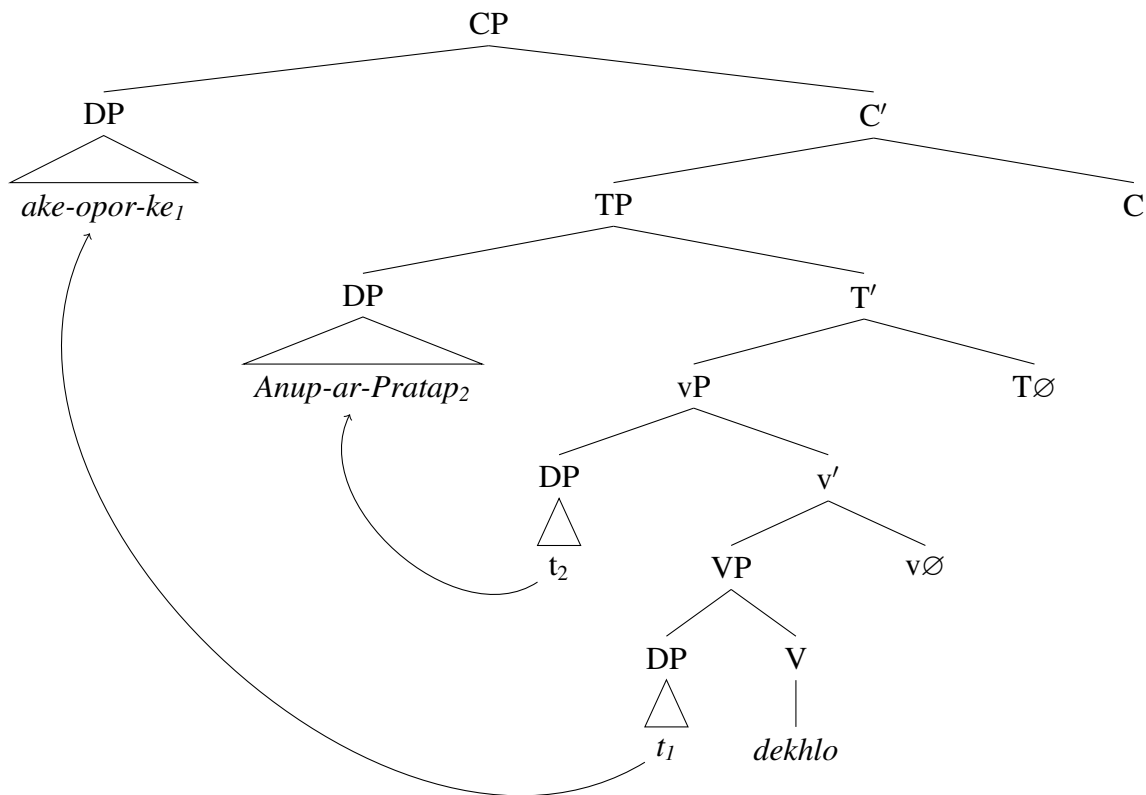 CP
DP C′
ake-opor-ke₁ TP C
DP T′
Anup-ar-Pratap₂ vP T∅
DP v′
t₂ VP v∅
DP V
t₁ dekhlo